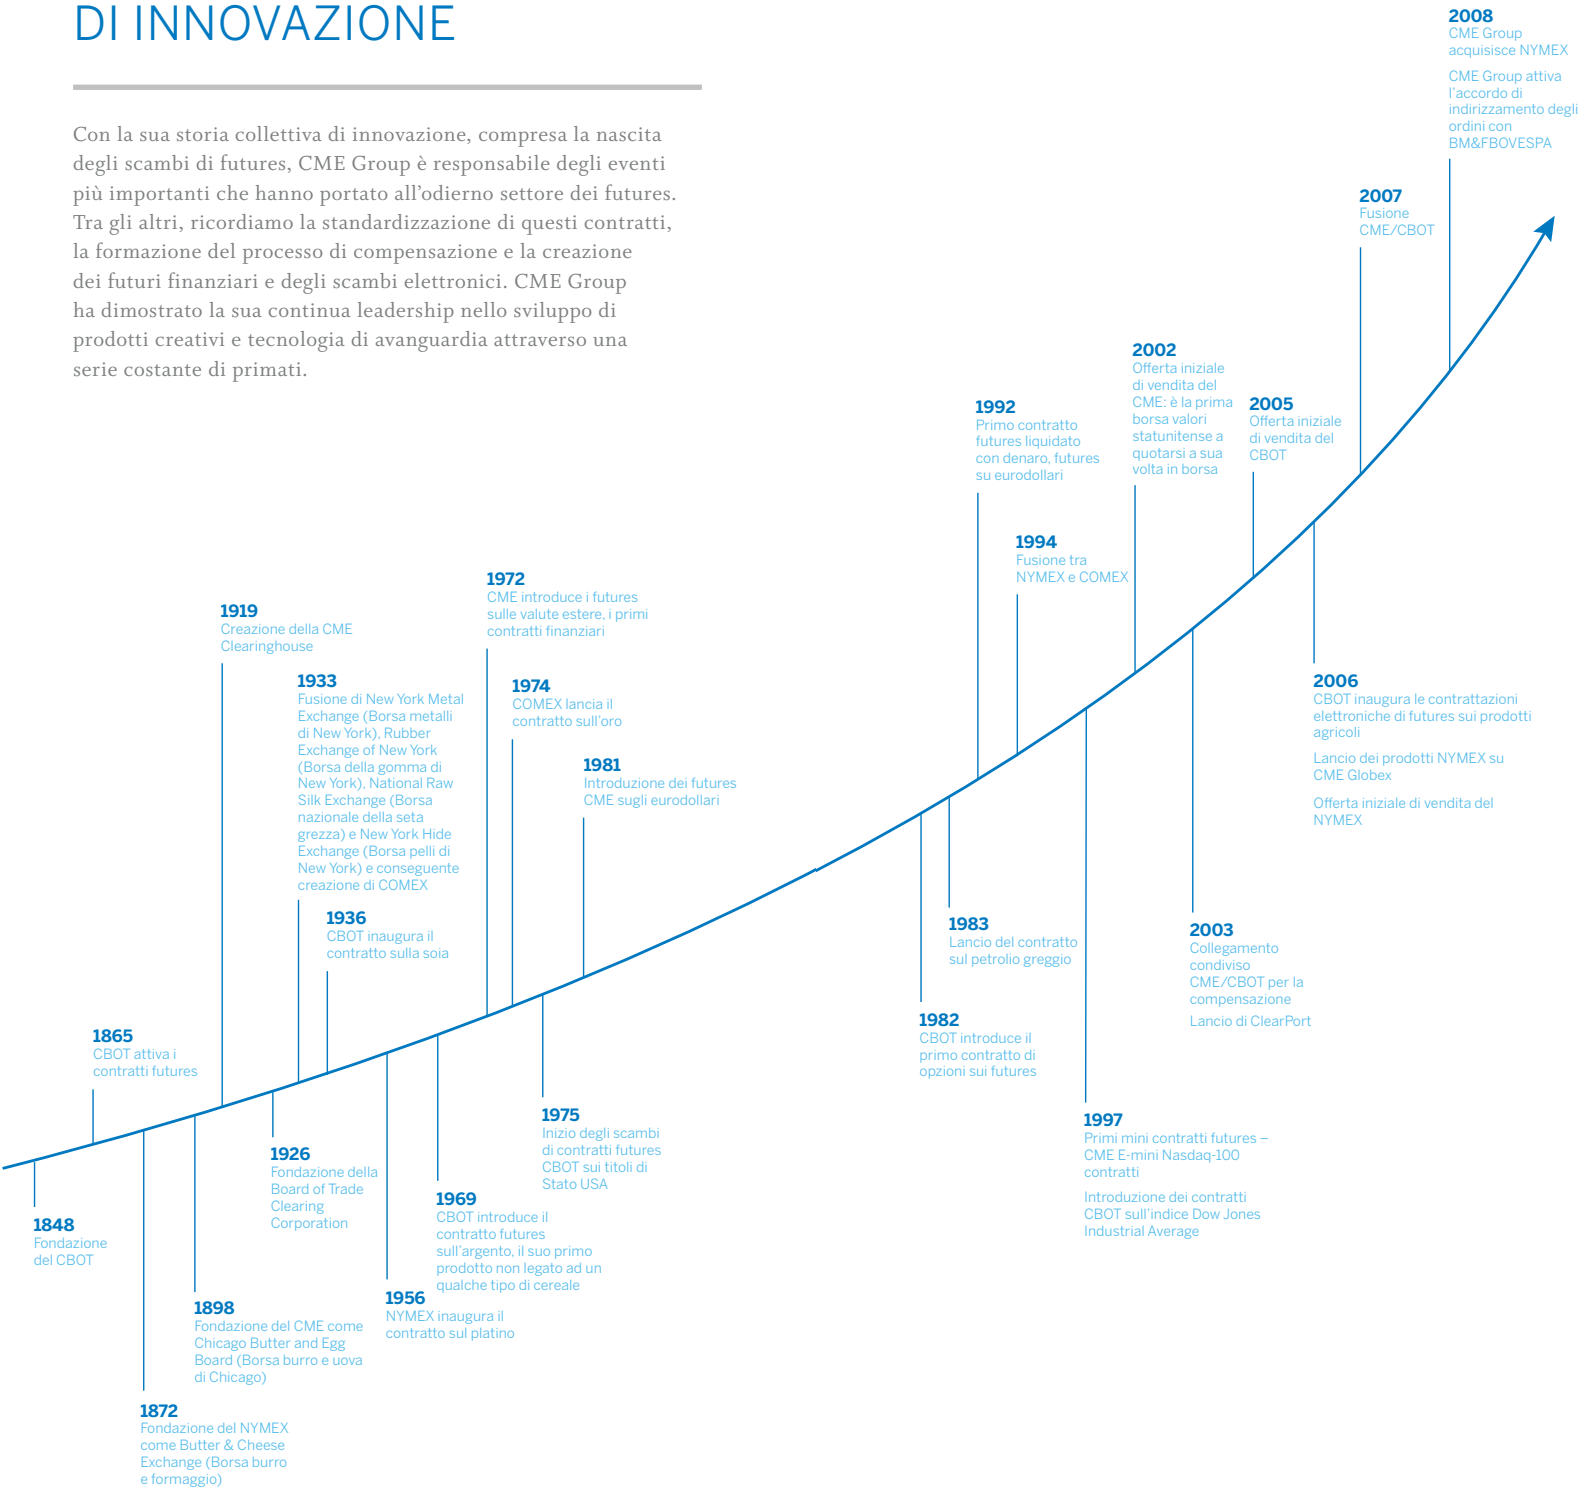 DI INNOVAZIONE
Con la sua storia collettiva di innovazione, compresa la nascita
degli scambi di futures, CME Group è responsabile degli eventi
più importanti che hanno portato all’odierno settore dei futures.
Tra gli altri, ricordiamo la standardizzazione di questi contratti,
la formazione del processo di compensazione e la creazione
dei futuri finanziari e degli scambi elettronici. CME Group
ha dimostrato la sua continua leadership nello sviluppo di
prodotti creativi e tecnologia di avanguardia attraverso una
serie costante di primati.
1848
Fondazione
del CBOT
1865
CBOT attiva i
contratti futures
1872
Fondazione del NYMEX
come Butter & Cheese
Exchange (Borsa burro
e formaggio)
1898
Fondazione del CME come
Chicago Butter and Egg
Board (Borsa burro e uova
di Chicago)
1919
Creazione della CME
Clearinghouse
1926
Fondazione della
Board of Trade
Clearing
Corporation
1933
Fusione di New York Metal
Exchange (Borsa metalli
di New York), Rubber
Exchange of New York
(Borsa della gomma di
New York), National Raw
Silk Exchange (Borsa
nazionale della seta
grezza) e New York Hide
Exchange (Borsa pelli di
New York) e conseguente
creazione di COMEX
1936
CBOT inaugura il
contratto sulla soia
1956
NYMEX inaugura il
contratto sul platino
1969
CBOT introduce il
contratto futures
sull’argento, il suo primo
prodotto non legato ad un
qualche tipo di cereale
1972
CME introduce i futures
sulle valute estere, i primi
contratti finanziari
1974
COMEX lancia il
contratto sull’oro
1975
Inizio degli scambi
di contratti futures
CBOT sui titoli di
Stato USA
1981
Introduzione dei futures
CME sugli eurodollari
1982
CBOT introduce il
primo contratto di
opzioni sui futures
1983
Lancio del contratto
sul petrolio greggio
1992
Primo contratto
futures liquidato
con denaro, futures
su eurodollari
1994
Fusione tra
NYMEX e COMEX
1997
Primi mini contratti futures –
CME E-mini Nasdaq-100
contratti
Introduzione dei contratti
CBOT sull’indice Dow Jones
Industrial Average
2002
Offerta iniziale
di vendita del
CME: è la prima
borsa valori
statunitense a
quotarsi a sua
volta in borsa
2003
Collegamento
condiviso
CME/CBOT per la
compensazione
Lancio di ClearPort
2005
Offerta iniziale
di vendita del
CBOT
2006
CBOT inaugura le contrattazioni
elettroniche di futures sui prodotti
agricoli
Lancio dei prodotti NYMEX su
CME Globex
Offerta iniziale di vendita del
NYMEX
2007
Fusione
CME/CBOT
2008
CME Group
acquisisce NYMEX
CME Group attiva
l’accordo di
indirizzamento degli
ordini con
BM&FBOVESPA